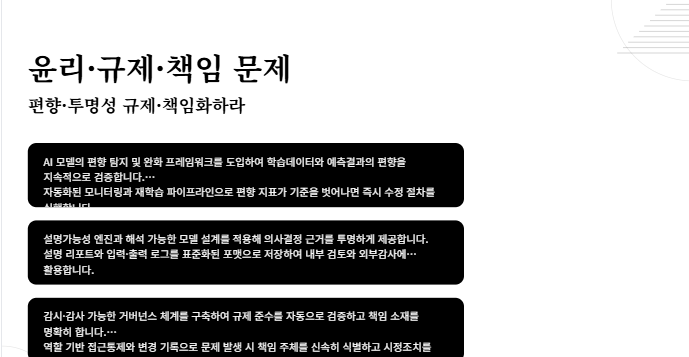 윤리·규제·책임 문제
편향·투명성 규제·책임화하라
AI 모델의 편향 탐지 및 완화 프레임워크를 도입하여 학습데이터와 예측결과의 편향을
지속적으로 검증합니다.…
자동화된 모니터링과 재학습 파이프라인으로 편향 지표가 기준을 벗어나면 즉시 수정 절차를
설명가능성 엔진과 해석 가능한 모델 설계를 적용해 의사결정 근거를 투명하게 제공합니다.
설명 리포트와 입력·출력 로그를 표준화된 포맷으로 저장하여 내부 검토와 외부감사에…
활용합니다.
감시·감사 가능한 거버넌스 체계를 구축하여 규제 준수를 자동으로 검증하고 책임 소재를
명확히 합니다.…
역할 기반 접근통제와 변경 기록으로 문제 발생 시 책임 주체를 신속히 식별하고 시정조치를